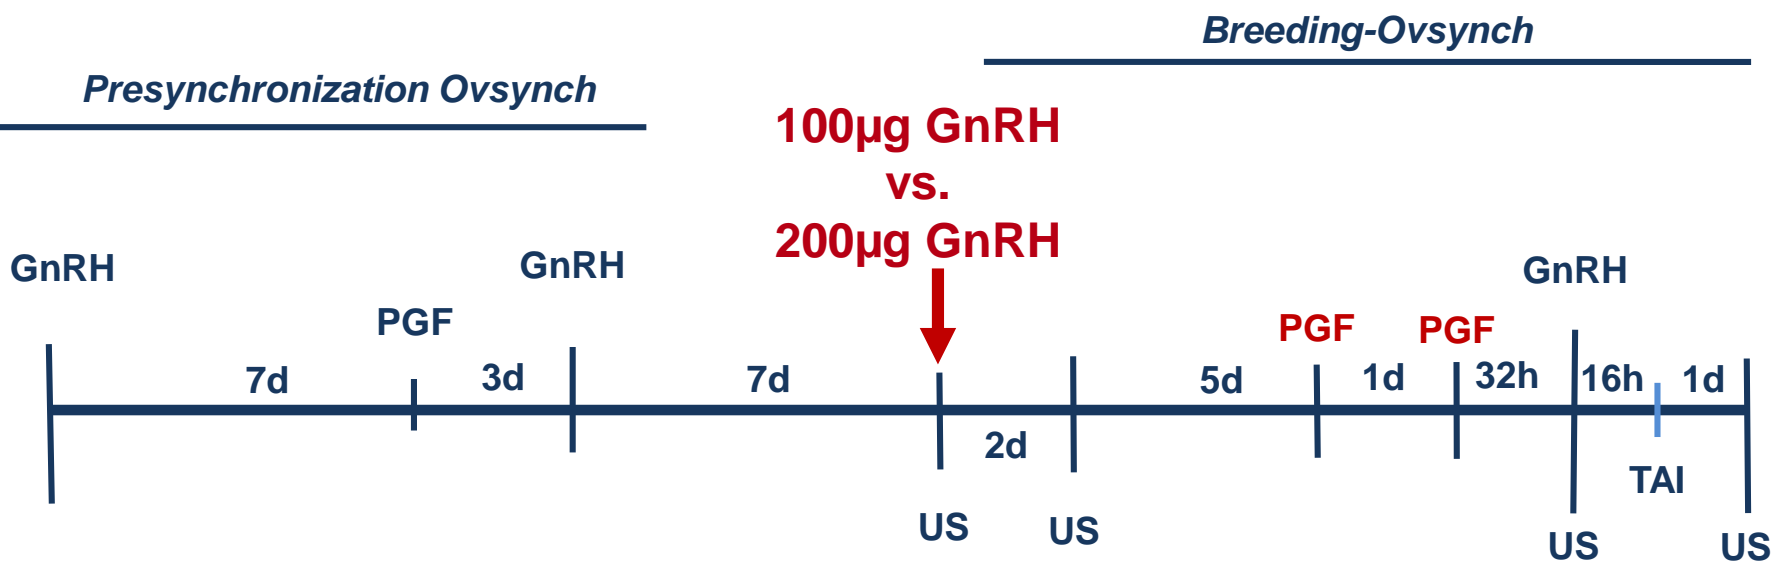 Breeding-Ovsynch
Presynchronization Ovsynch
100µg GnRH
vs.
200µg GnRH
GnRH
GnRH
GnRH
PGF
PGF
PGF
7d
3d
7d
5d
1d
32h
16h
1d
2d
TAI
US
US
US
US